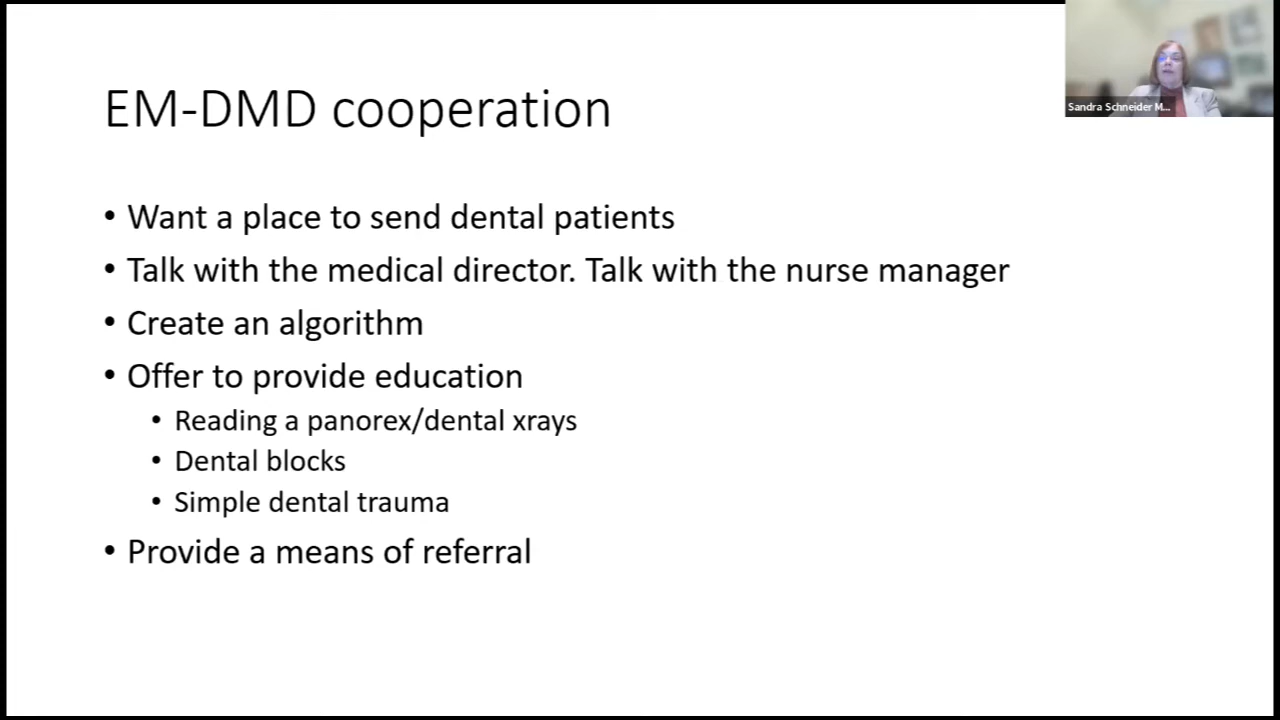 EM-DMD cooperation
Sandra Schneider M...
• Want a place to send dental patients
• Talk with the medical director. Talk with the nurse manager
• Create an algorithm
• Offer to provide education
• Reading a panorex/dental xrays
• Dental blocks
• Simple dental trauma
• Provide a means of referral